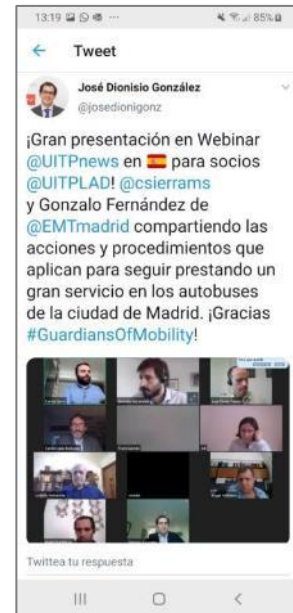 13:19
85%
Tweet
José Dionisio González
@josedionigonz
¡Gran presentación en Webinar
@UITPnews en 🇪🇸 para socios
@UITPLAD! @csierrams
y Gonzalo Fernández de
@EMTmadrid compartiendo las
acciones y procedimientos que
aplican para seguir prestando un
gran servicio en los autobuses
de la ciudad de Madrid. ¡Gracias
#GuardiansOfMobility!
Twittea tu respuesta